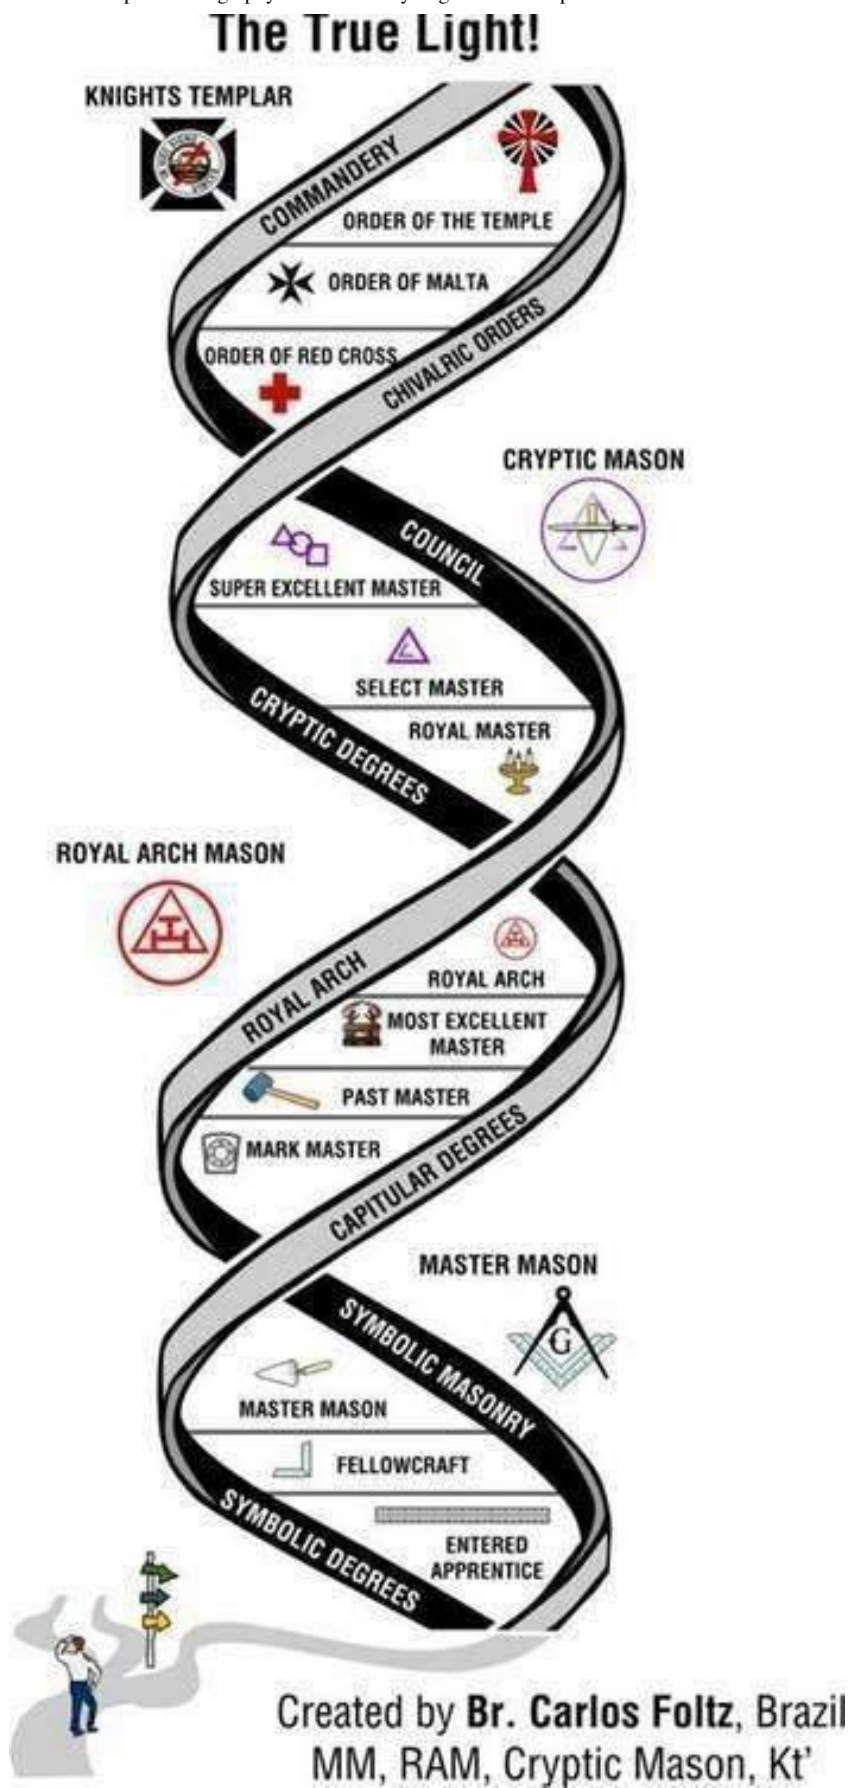 The True Light!
KNIGHTS TEMPLAR
COMMANDERY
ORDER OF THE TEMPLE
ORDER OF MALTA
CHIVALRIC ORDERS
ORDER OF RED CROSS
CRYPTIC MASON
COUNCIL
SUPER EXCELLENT MASTER
SELECT MASTER
CRYPTIC DEGREES
ROYAL MASTER
ROYAL ARCH MASON
ROYAL ARCH
ROYAL ARCH
MOST EXCELLENT
MASTER
PAST MASTER
MARK MASTER
CAPITULAR DEGREES
MASTER MASON
G
SYMBOLIC MASONRY
MASTER MASON
FELLOWCRAFT
SYMBOLIC DEGREES
ENTERED
APPRENTICE
Created by Br. Carlos Foltz, Brazil
MM, RAM, Cryptic Mason, Kt'